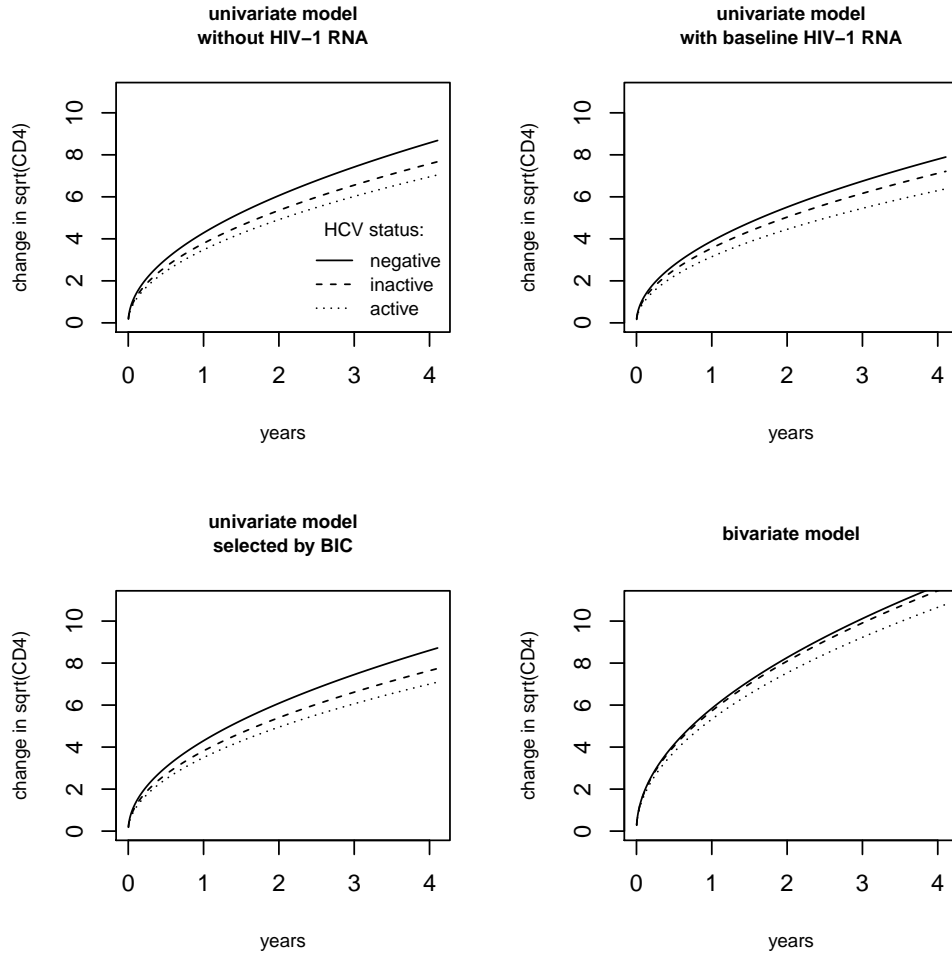 univariate model
without HIV−1 RNA
change in sqrt(CD4)
0 2 4 6 8 10
HCV status:
negative
inactive
active
0 1 2 3 4
years
univariate model
with baseline HIV−1 RNA
change in sqrt(CD4)
0 2 4 6 8 10
0 1 2 3 4
years
univariate model
selected by BIC
change in sqrt(CD4)
0 2 4 6 8 10
0 1 2 3 4
years
bivariate model
change in sqrt(CD4)
0 2 4 6 8 10
0 1 2 3 4
years